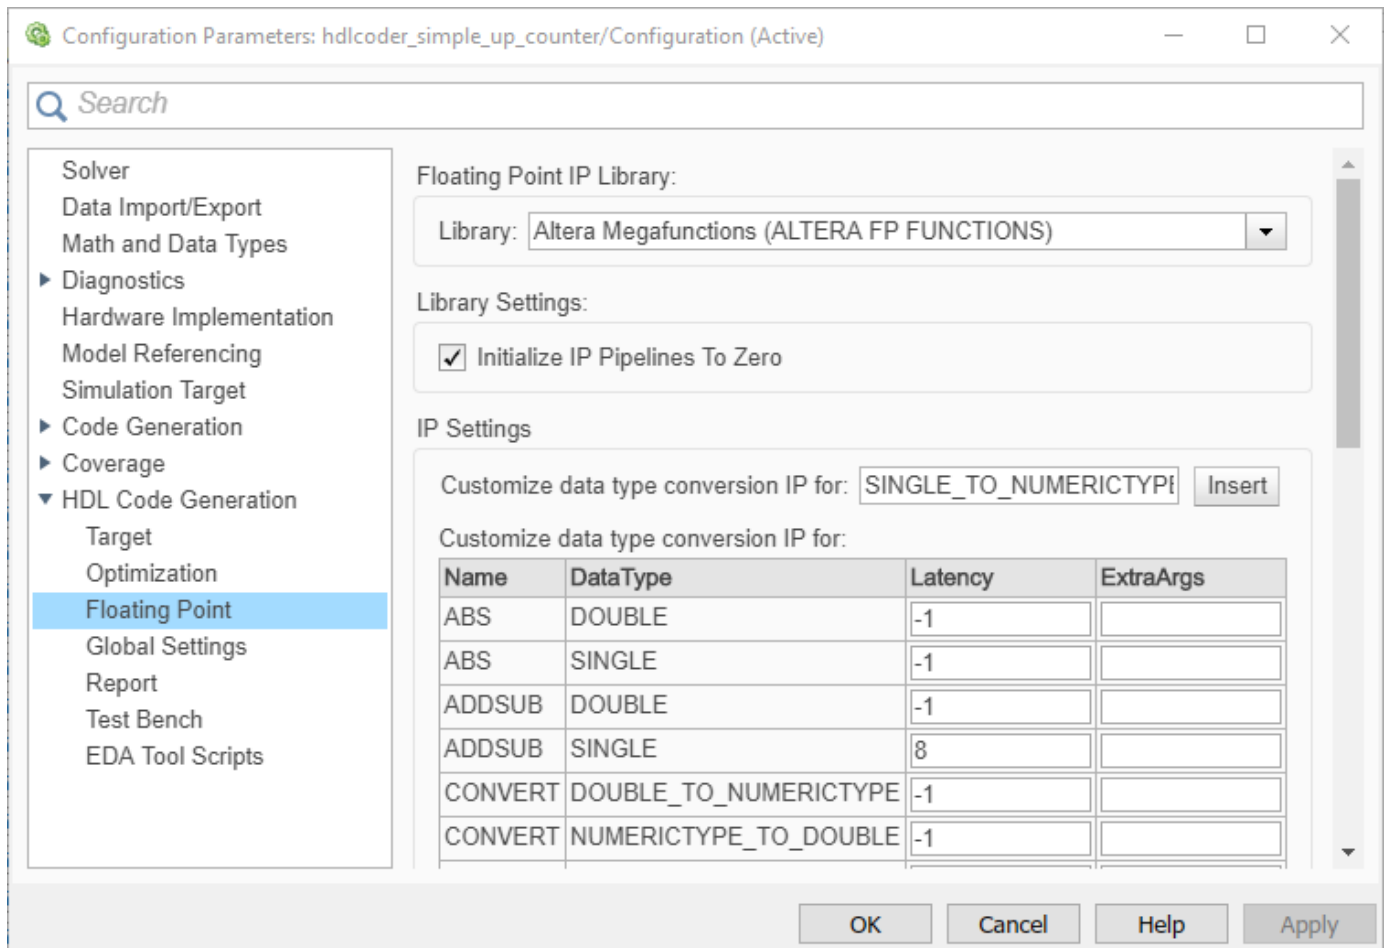 Configuration Parameters: hdlcoder_simple_up_counter/Configuration (Active)
Search
Solver
Data Import/Export
Math and Data Types
Diagnostics
Hardware Implementation
Model Referencing
Simulation Target
Code Generation
Coverage
HDL Code Generation
Target
Optimization
Floating Point
Global Settings
Report
Test Bench
EDA Tool Scripts
Floating Point IP Library:
Library: Altera Megafunctions (ALTERA FP FUNCTIONS)
Library Settings:
Initialize IP Pipelines To Zero
IP Settings
Customize data type conversion IP for: SINGLE_TO_NUMERICTYPE Insert
Customize data type conversion IP for:
Name DataType Latency ExtraArgs
ABS DOUBLE -1
ABS SINGLE -1
ADDSUB DOUBLE -1
ADDSUB SINGLE 8
CONVERT DOUBLE_TO_NUMERICTYPE -1
CONVERT NUMERICTYPE_TO_DOUBLE -1
OK Cancel Help Apply